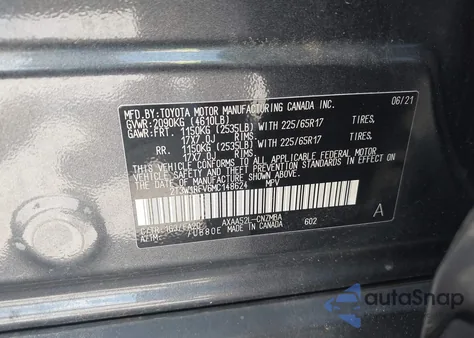 MFD.BY:TOYOTA MOTOR MANUFACTURING CANADA INC. 06/21
GVWR:2090KG (4610LB)
GAWR:FRT. 1150KG (2535LB) WITH 225/65R17 TIRES,
17X7.0J RIMS.
RR. 1150KG (2535LB) WITH 225/65R17 TIRES,
17X7.0J RIMS.
THIS VEHICLE CONFORMS TO ALL APPLICABLE FEDERAL MOTOR
VEHICLE SAFETY STANDARDS IN EFFECT ON THE DATE OF
MANUFACTURE SHOWN ABOVE.
MPV
AXAA52L-CNZMBA
A/TM: /UB80E MADE IN CANADA 602
A
autoSnap